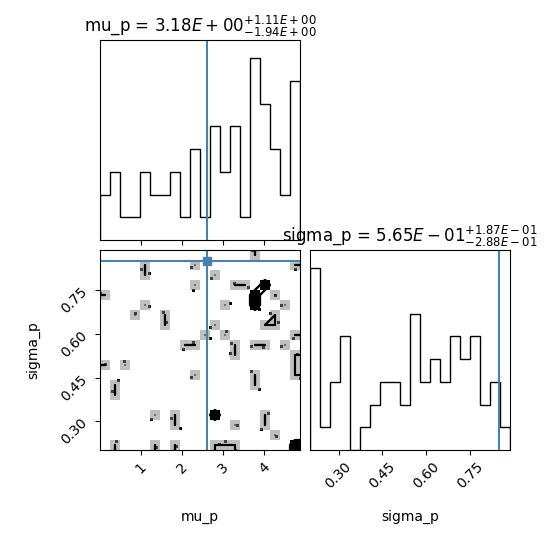 mu_p = 3.18E + 00+1.11E+00
−1.94E+00
sigma_p = 5.65E − 01+1.87E−01
−2.88E−01
sigma_p
0.75
0.60
0.45
0.30
1 2 3 4
mu_p
0.30 0.45 0.60 0.75
sigma_p